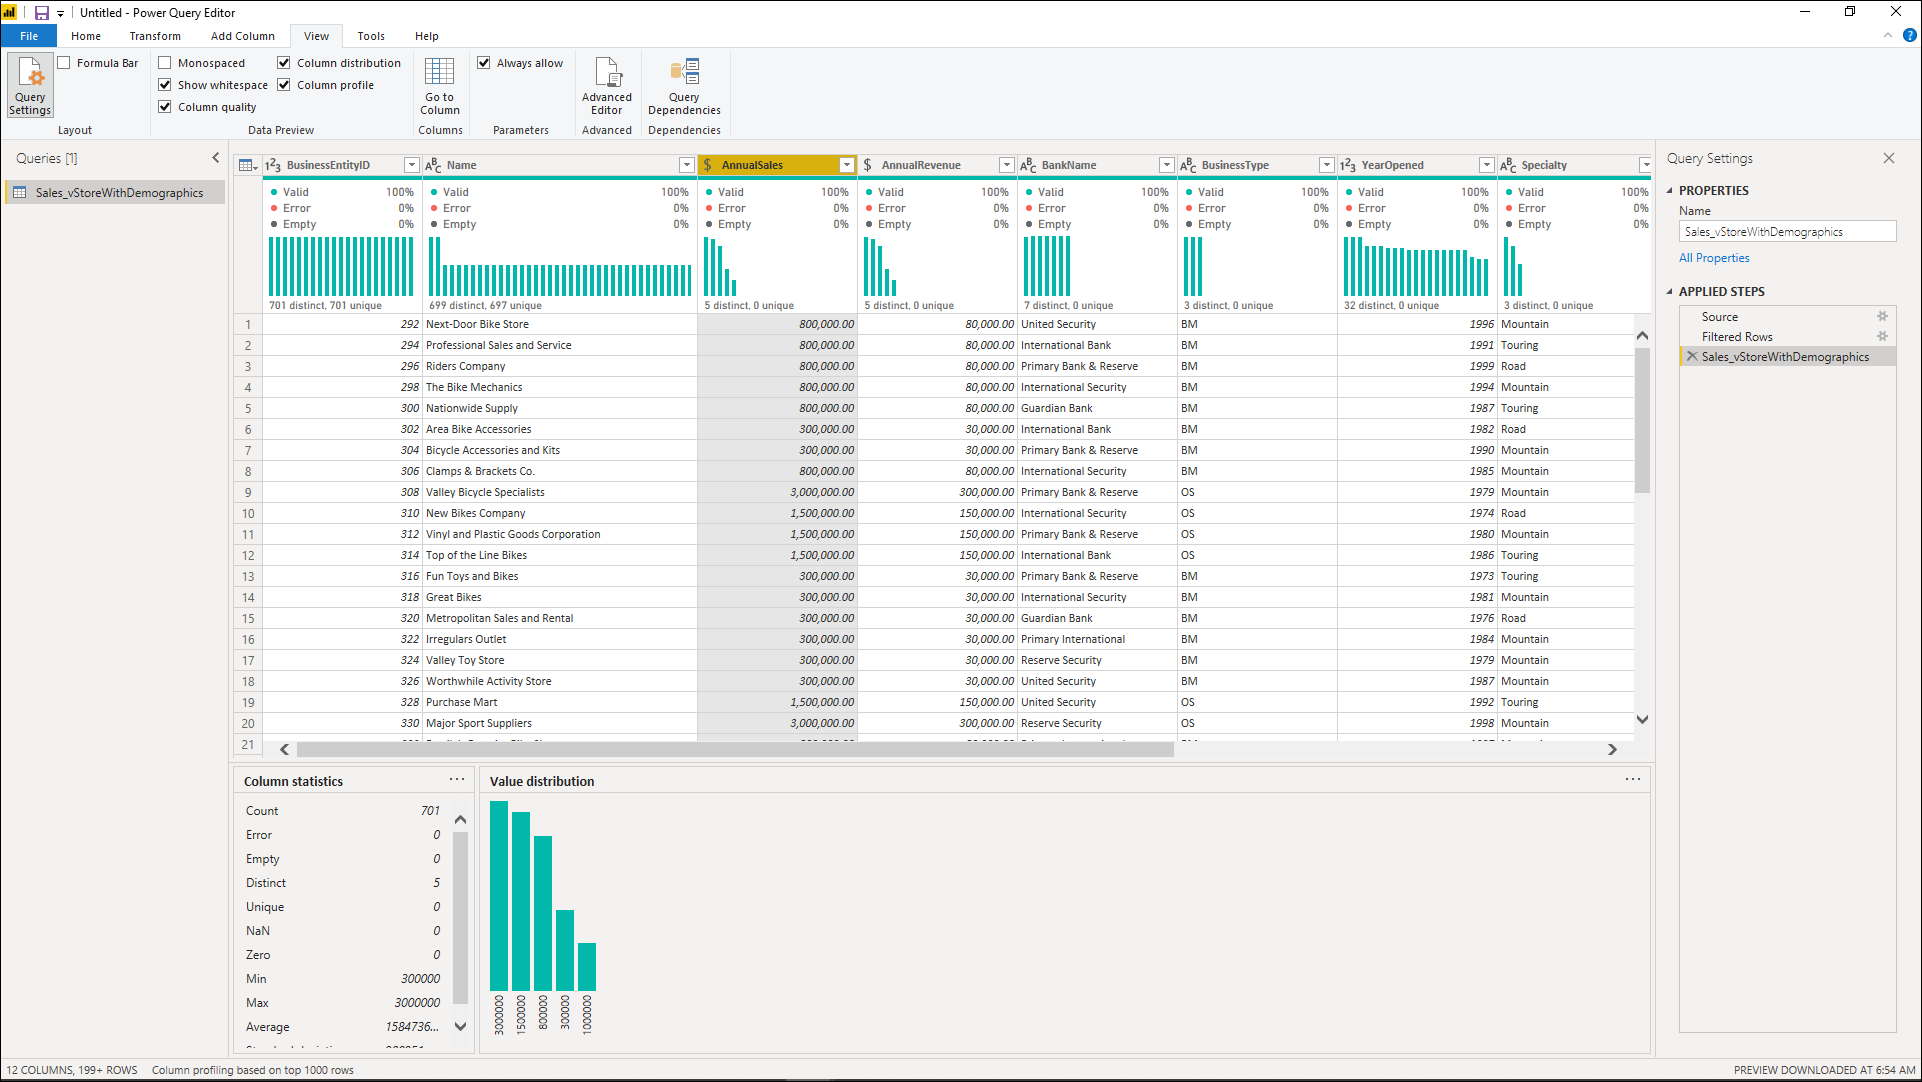 Untitled - Power Query Editor
File Home Transform Add Column View Tools Help
Query Settings
Formula Bar
Layout
Monospaced
Show whitespace
Column quality
Column distribution
Column profile
Data Preview
Go to Column
Columns
Always allow
Parameters
Advanced Editor
Advanced
Query Dependencies
Dependencies
Queries [1]
Sales_vStoreWithDemographics
BusinessEntityID Name AnnualSales AnnualRevenue BankName BusinessType YearOpened Specialty
Valid 100% Valid 100% Valid 100% Valid 100% Valid 100% Valid 100% Valid 100% Valid 100%
Error 0% Error 0% Error 0% Error 0% Error 0% Error 0% Error 0% Error 0%
Empty 0% Empty 0% Empty 0% Empty 0% Empty 0% Empty 0% Empty 0% Empty 0%
701 distinct, 701 unique 699 distinct, 697 unique 5 distinct, 0 unique 5 distinct, 0 unique 7 distinct, 0 unique 3 distinct, 0 unique 32 distinct, 0 unique 3 distinct, 0 unique
1 292 Next-Door Bike Store 800,000.00 80,000.00 United Security BM 1996 Mountain
2 294 Professional Sales and Service 800,000.00 80,000.00 International Bank BM 1991 Touring
3 296 Riders Company 800,000.00 80,000.00 Primary Bank & Reserve BM 1999 Road
4 298 The Bike Mechanics 800,000.00 80,000.00 International Security BM 1994 Mountain
5 300 Nationwide Supply 800,000.00 80,000.00 Guardian Bank BM 1987 Touring
6 302 Area Bike Accessories 300,000.00 30,000.00 International Bank BM 1982 Road
7 304 Bicycle Accessories and Kits 300,000.00 30,000.00 Primary Bank & Reserve BM 1990 Mountain
8 306 Clamps & Brackets Co. 800,000.00 80,000.00 International Security BM 1985 Mountain
9 308 Valley Bicycle Specialists 3,000,000.00 300,000.00 Primary Bank & Reserve OS 1979 Mountain
10 310 New Bikes Company 1,500,000.00 150,000.00 International Security OS 1974 Road
11 312 Vinyl and Plastic Goods Corporation 1,500,000.00 150,000.00 Primary Bank & Reserve OS 1980 Mountain
12 314 Top of the Line Bikes 1,500,000.00 150,000.00 International Bank OS 1986 Touring
13 316 Fun Toys and Bikes 300,000.00 30,000.00 Primary Bank & Reserve BM 1973 Touring
14 318 Great Bikes 300,000.00 30,000.00 International Security BM 1981 Mountain
15 320 Metropolitan Sales and Rental 300,000.00 30,000.00 Guardian Bank BM 1976 Road
16 322 Irregulars Outlet 300,000.00 30,000.00 Primary International BM 1984 Mountain
17 324 Valley Toy Store 300,000.00 30,000.00 Reserve Security BM 1979 Mountain
18 326 Worthwhile Activity Store 300,000.00 30,000.00 United Security BM 1987 Mountain
19 328 Purchase Mart 1,500,000.00 150,000.00 United Security OS 1992 Touring
20 330 Major Sport Suppliers 3,000,000.00 300,000.00 Reserve Security OS 1998 Mountain
21
Column statistics
Count 701
Error 0
Empty 0
Distinct 5
Unique 0
NaN 0
Zero 0
Min 300000
Max 3000000
Average 1584736...
Value distribution
3000000 1500000 800000 300000 1000000
Query Settings
PROPERTIES
Name
Sales_vStoreWithDemographics
All Properties
APPLIED STEPS
Source
Filtered Rows
Sales_vStoreWithDemographics
12 COLUMNS, 199+ ROWS Column profiling based on top 1000 rows PREVIEW DOWNLOADED AT 6:54 AM